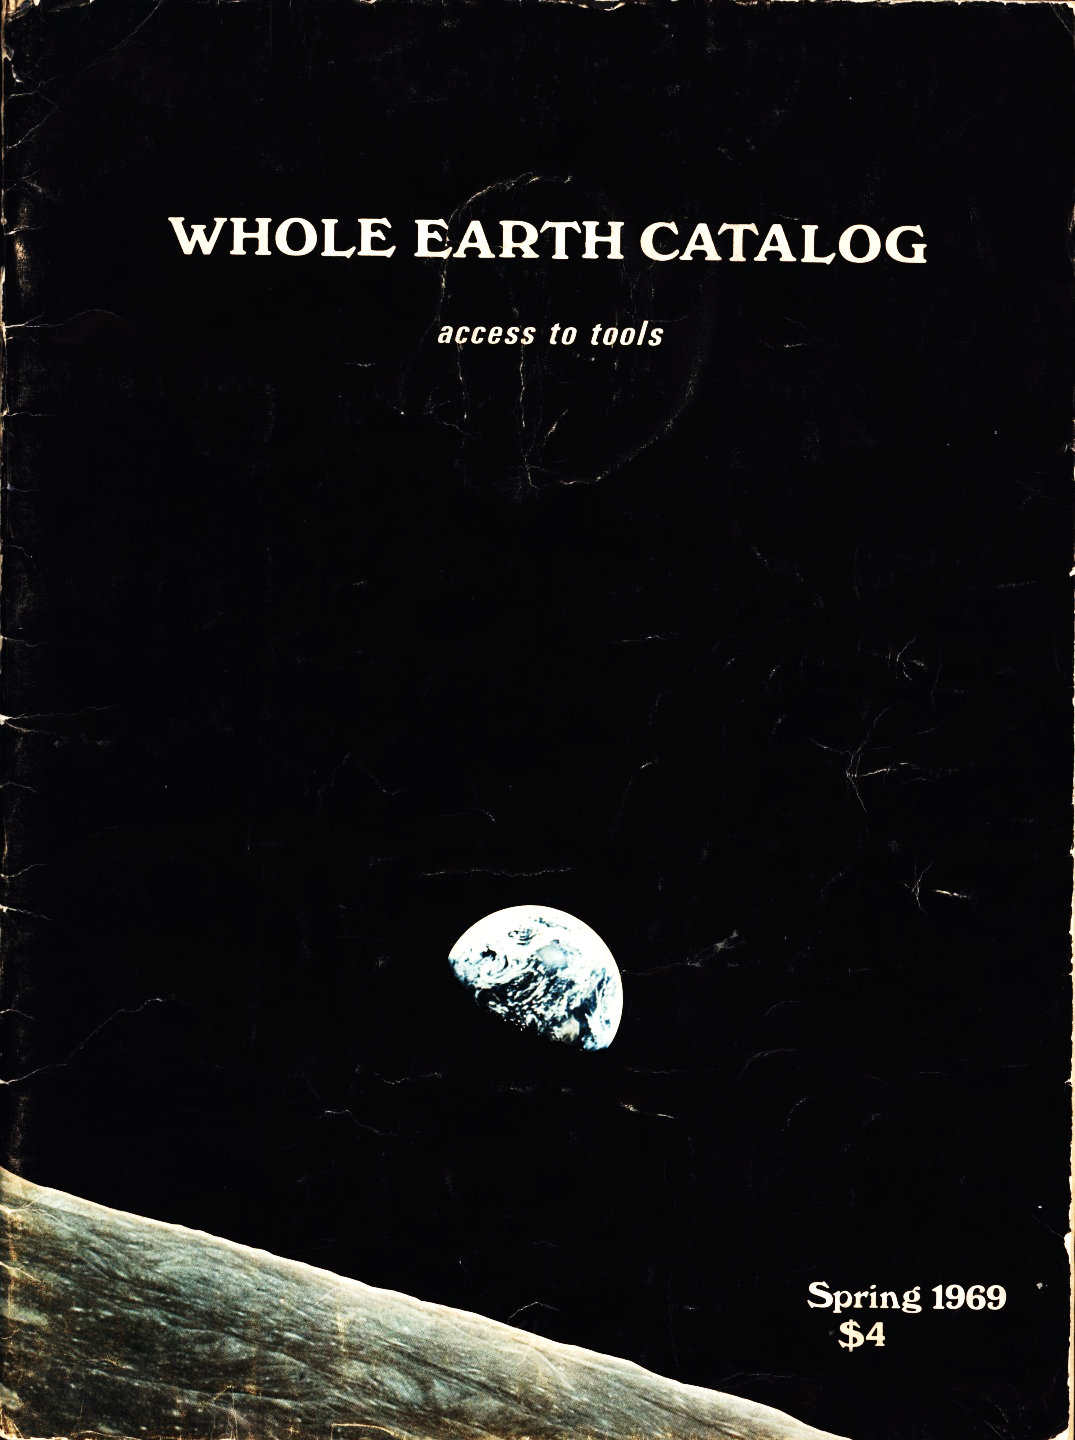 WHOLE EARTH CATALOG
access to tools
Spring 1969
$4